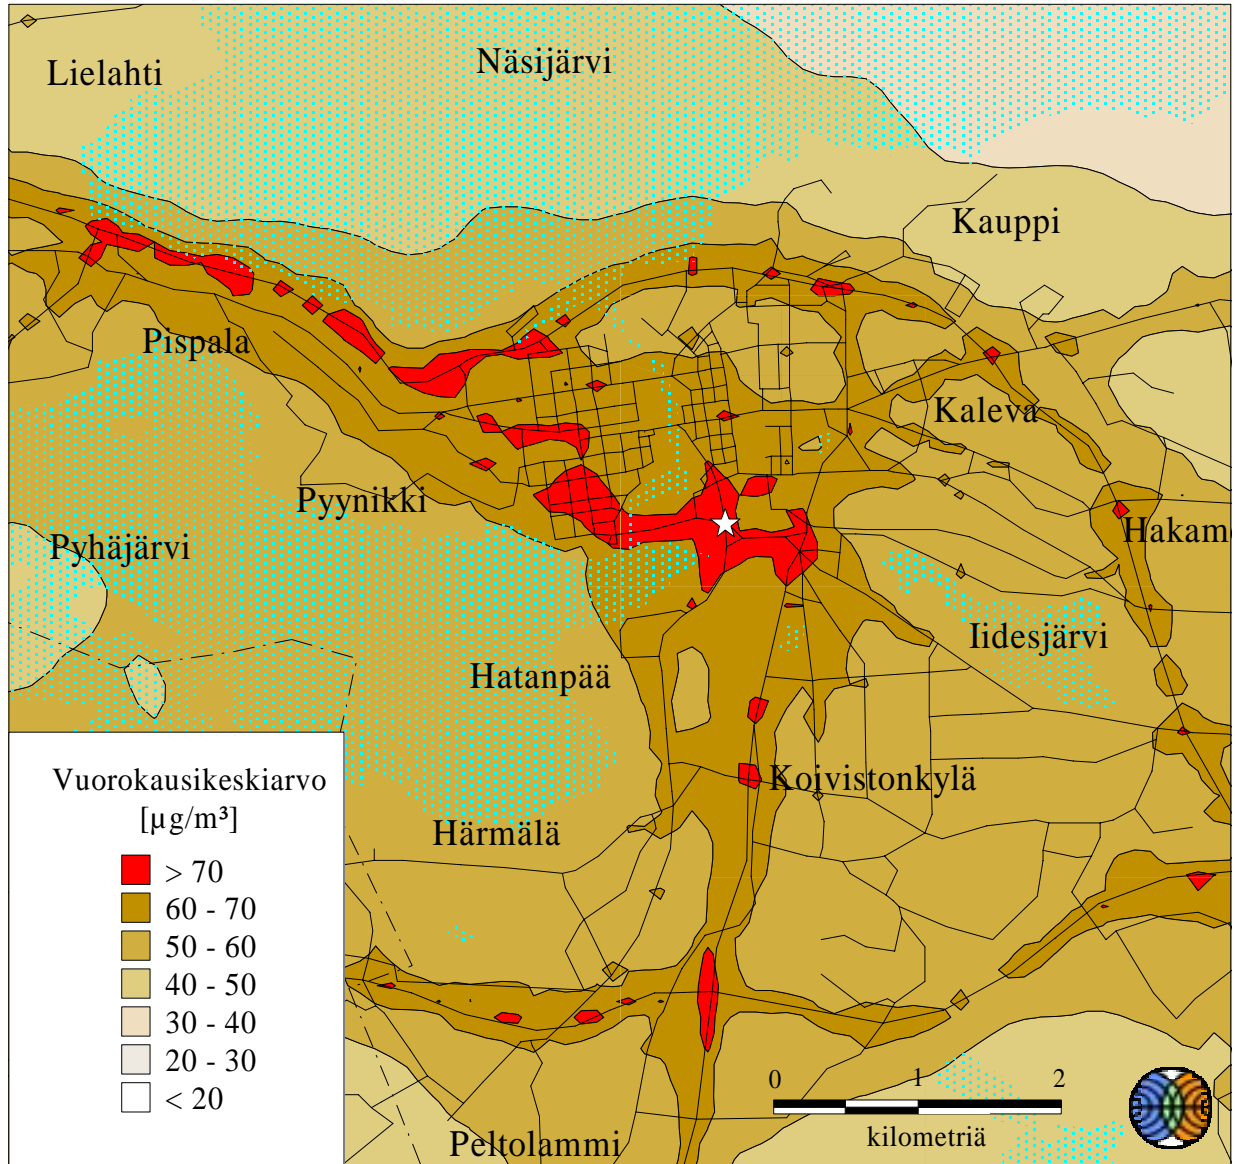 Lielahti
Näsijärvi
Kauppi
Pispala
Kaleva
Pyynikki
Hakam
Pyhäjärvi
Iidesjärvi
Hatanpää
Koivistonkylä
Härmälä
Vuorokausikeskiarvo
[µg/m³]
> 70
60 - 70
50 - 60
40 - 50
30 - 40
20 - 30
< 20
0 1 2
kilometriä
Peltolammi